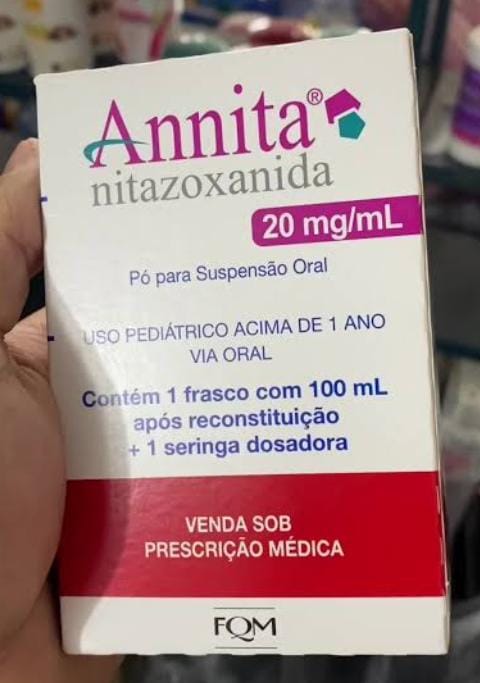 Annita®
nitazoxanida
20 mg/mL
Pó para Suspensão Oral
USO PEDIÁTRICO ACIMA DE 1 ANO
VIA ORAL
Contém 1 frasco com 100 mL
após reconstituição
+ 1 seringa dosadora
VENDA SOB
PRESCRIÇÃO MÉDICA
FQM